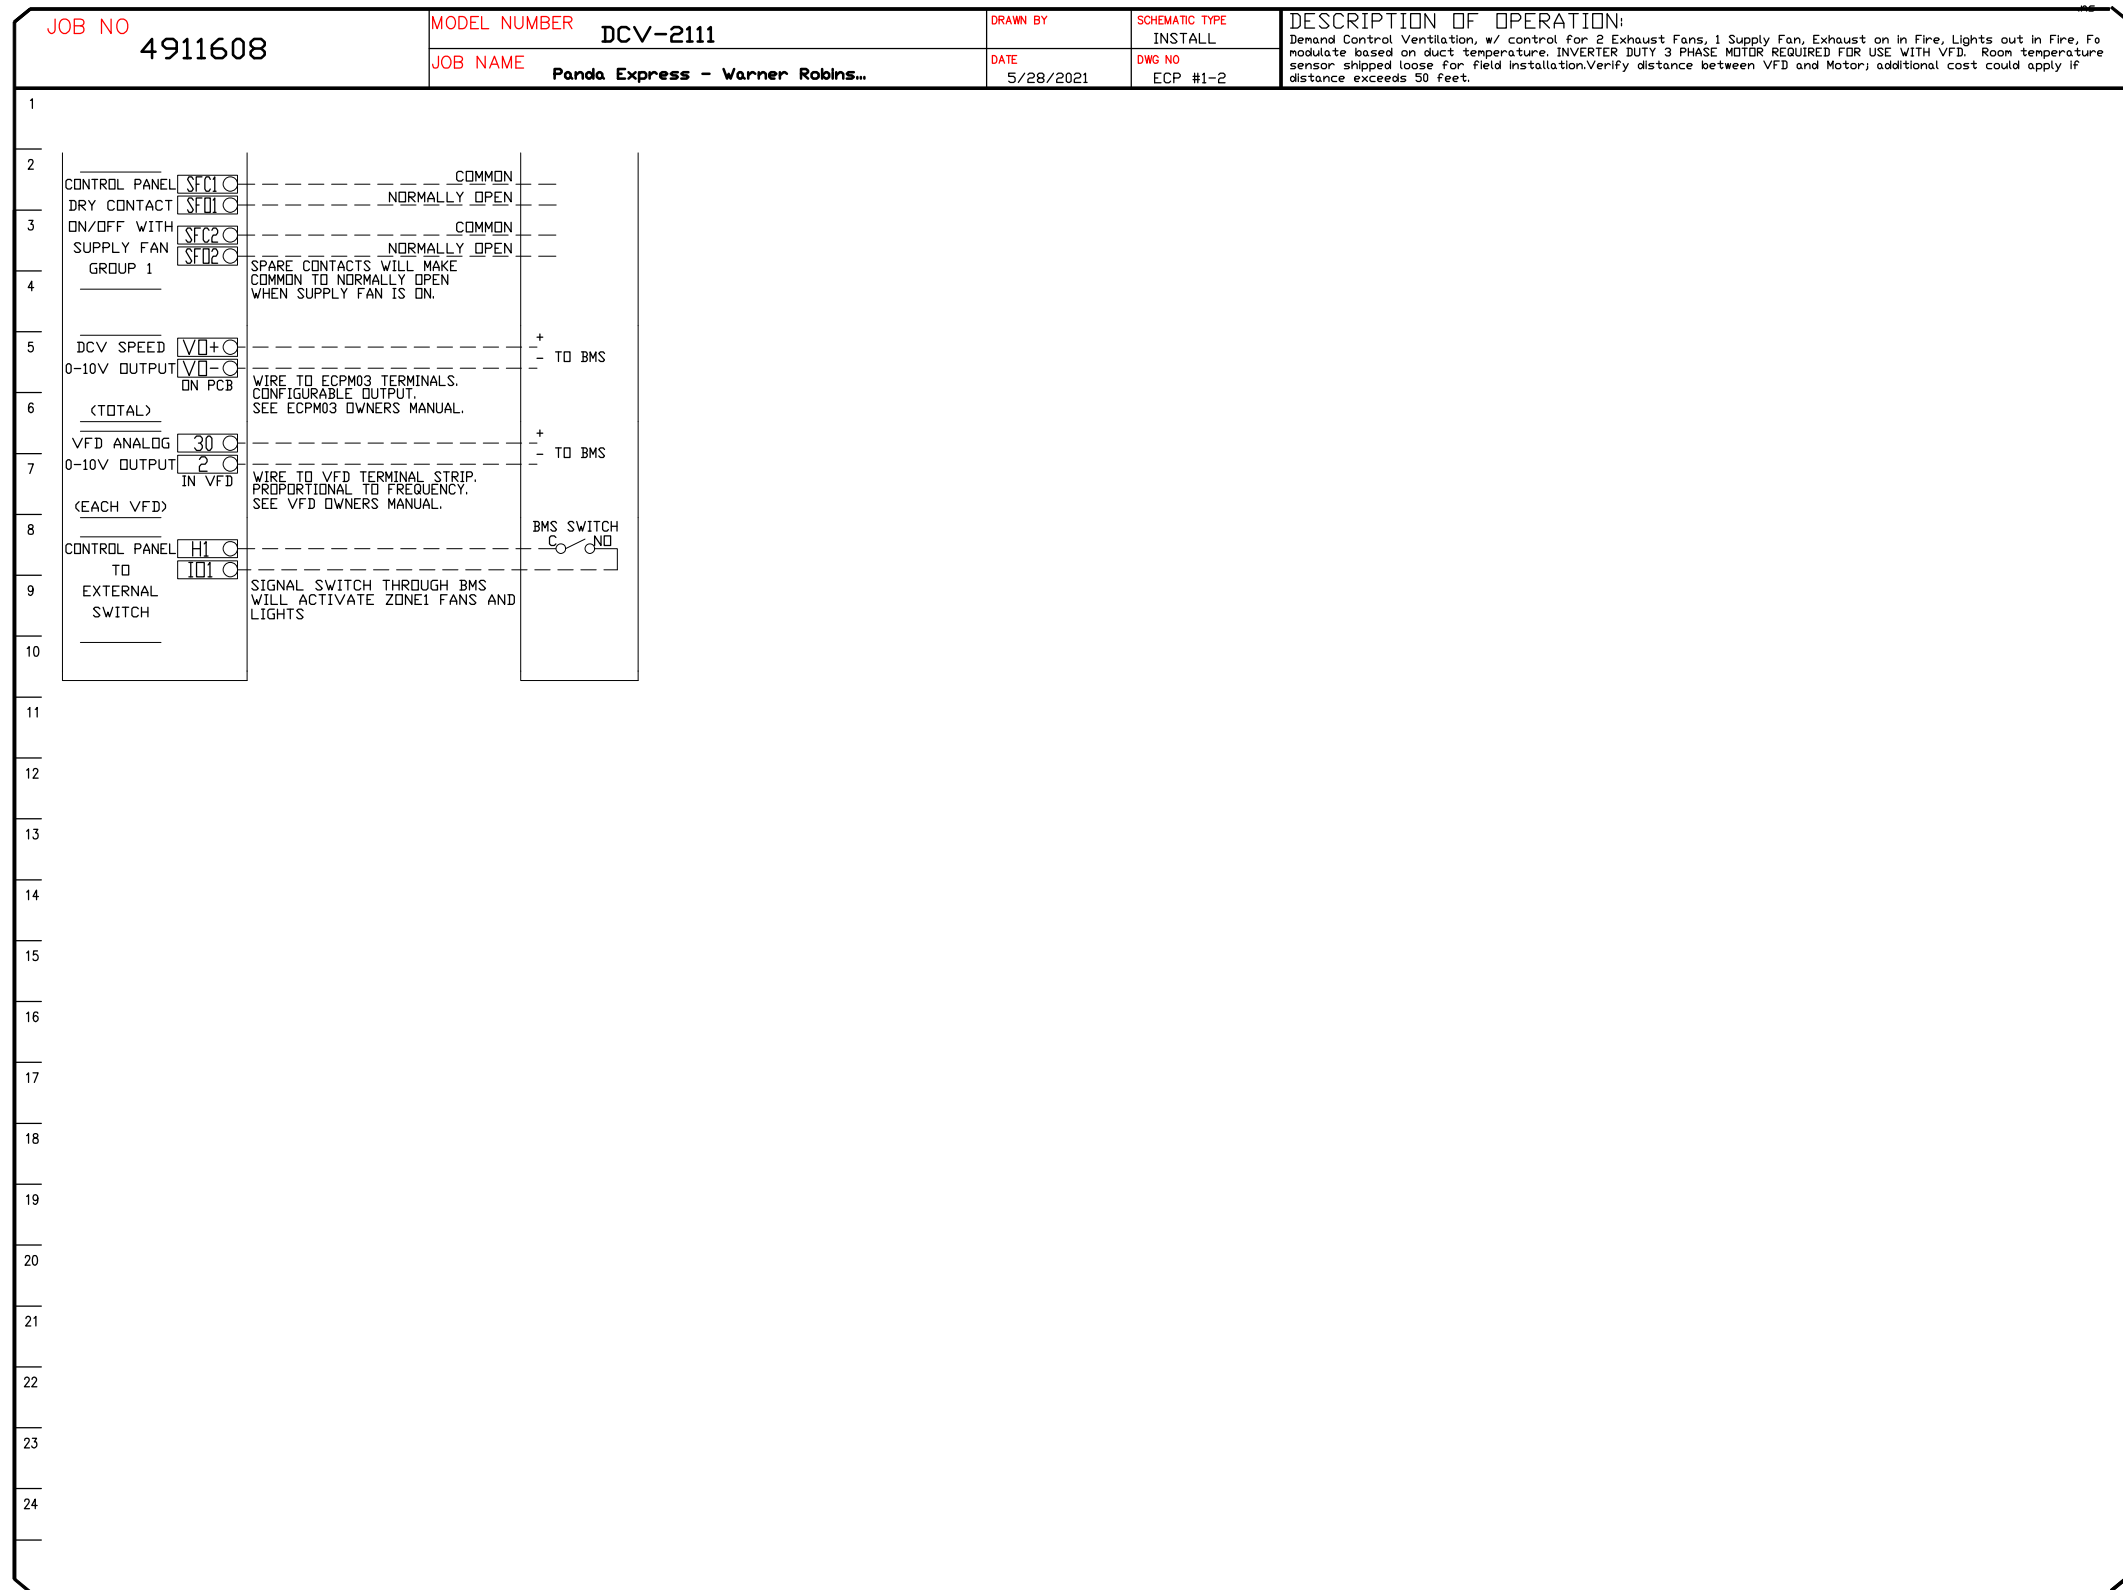 JOB NO
4911608
MODEL NUMBER
DCV-2111
JOB NAME
Panda Express - Warner Robins...
DRAWN BY
DATE
5/28/2021
SCHEMATIC TYPE
INSTALL
DWG NO
ECP #1-2
DESCRIPTION OF OPERATION:
Demand Control Ventilation, w/ control for 2 Exhaust Fans, 1 Supply Fan, Exhaust on in Fire, Lights out in Fire, Fa
modulate based on duct temperature. INVERTER DUTY 3 PHASE MOTOR REQUIRED FOR USE WITH VFD. Room temperature
sensor shipped loose for field installation.Verify distance between VFD and Motor; additional cost could apply if
distance exceeds 50 feet.
1
2
3
4
5
6
7
8
9
10
11
12
13
14
15
16
17
18
19
20
21
22
23
24
CONTROL PANEL
DRY CONTACT
ON/OFF WITH
SUPPLY FAN
GROUP 1
SFC1
SFO1
SFC2
SFO2
COMMON
NORMALLY OPEN
COMMON
NORMALLY OPEN
SPARE CONTACTS WILL MAKE
COMMON TO NORMALLY OPEN
WHEN SUPPLY FAN IS ON.
DCV SPEED
0-10V OUTPUT
(TOTAL)
VO+
VO-
ON PCB
+
- TO BMS
WIRE TO ECPM03 TERMINALS.
CONFIGURABLE OUTPUT.
SEE ECPM03 OWNERS MANUAL.
VFD ANALOG
0-10V OUTPUT
(EACH VFD)
30
2
IN VFD
+
- TO BMS
WIRE TO VFD TERMINAL STRIP.
PROPORTIONAL TO FREQUENCY.
SEE VFD OWNERS MANUAL.
CONTROL PANEL
TO
EXTERNAL
SWITCH
H1
IO1
BMS SWITCH
C NO
SIGNAL SWITCH THROUGH BMS
WILL ACTIVATE ZONE1 FANS AND
LIGHTS